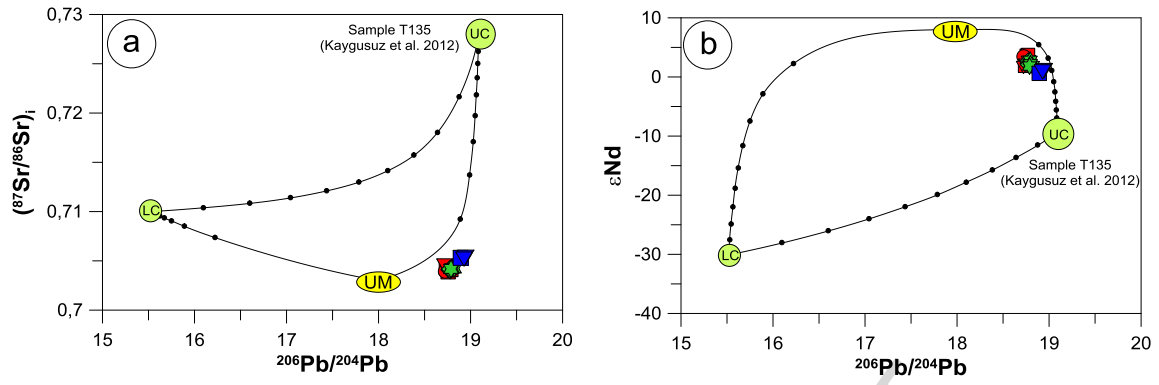 a
Sample T135
(Kaygusuz et al. 2012)
UC
LC
UM
0,73
0,72
0,71
0,7
(⁸⁷Sr/⁸⁶Sr)i
15 16 17 18 19 20
²⁰⁶Pb/²⁰⁴Pb
b
UM
UC
Sample T135
(Kaygusuz et al. 2012)
LC
10
0
-10
-20
-30
-40
εNd
15 16 17 18 19 20
²⁰⁶Pb/²⁰⁴Pb